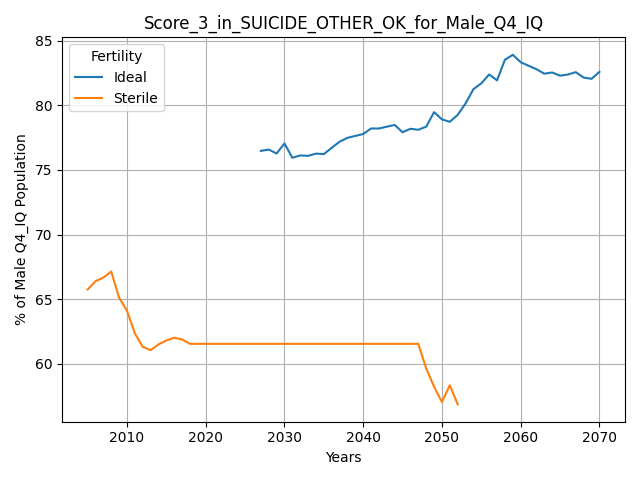 Score_3_in_SUICIDE_OTHER_OK_for_Male_Q4_IQ
Fertility
Ideal
Sterile
% of Male Q4_IQ Population
85
80
75
70
65
60
2010 2020 2030 2040 2050 2060 2070
Years